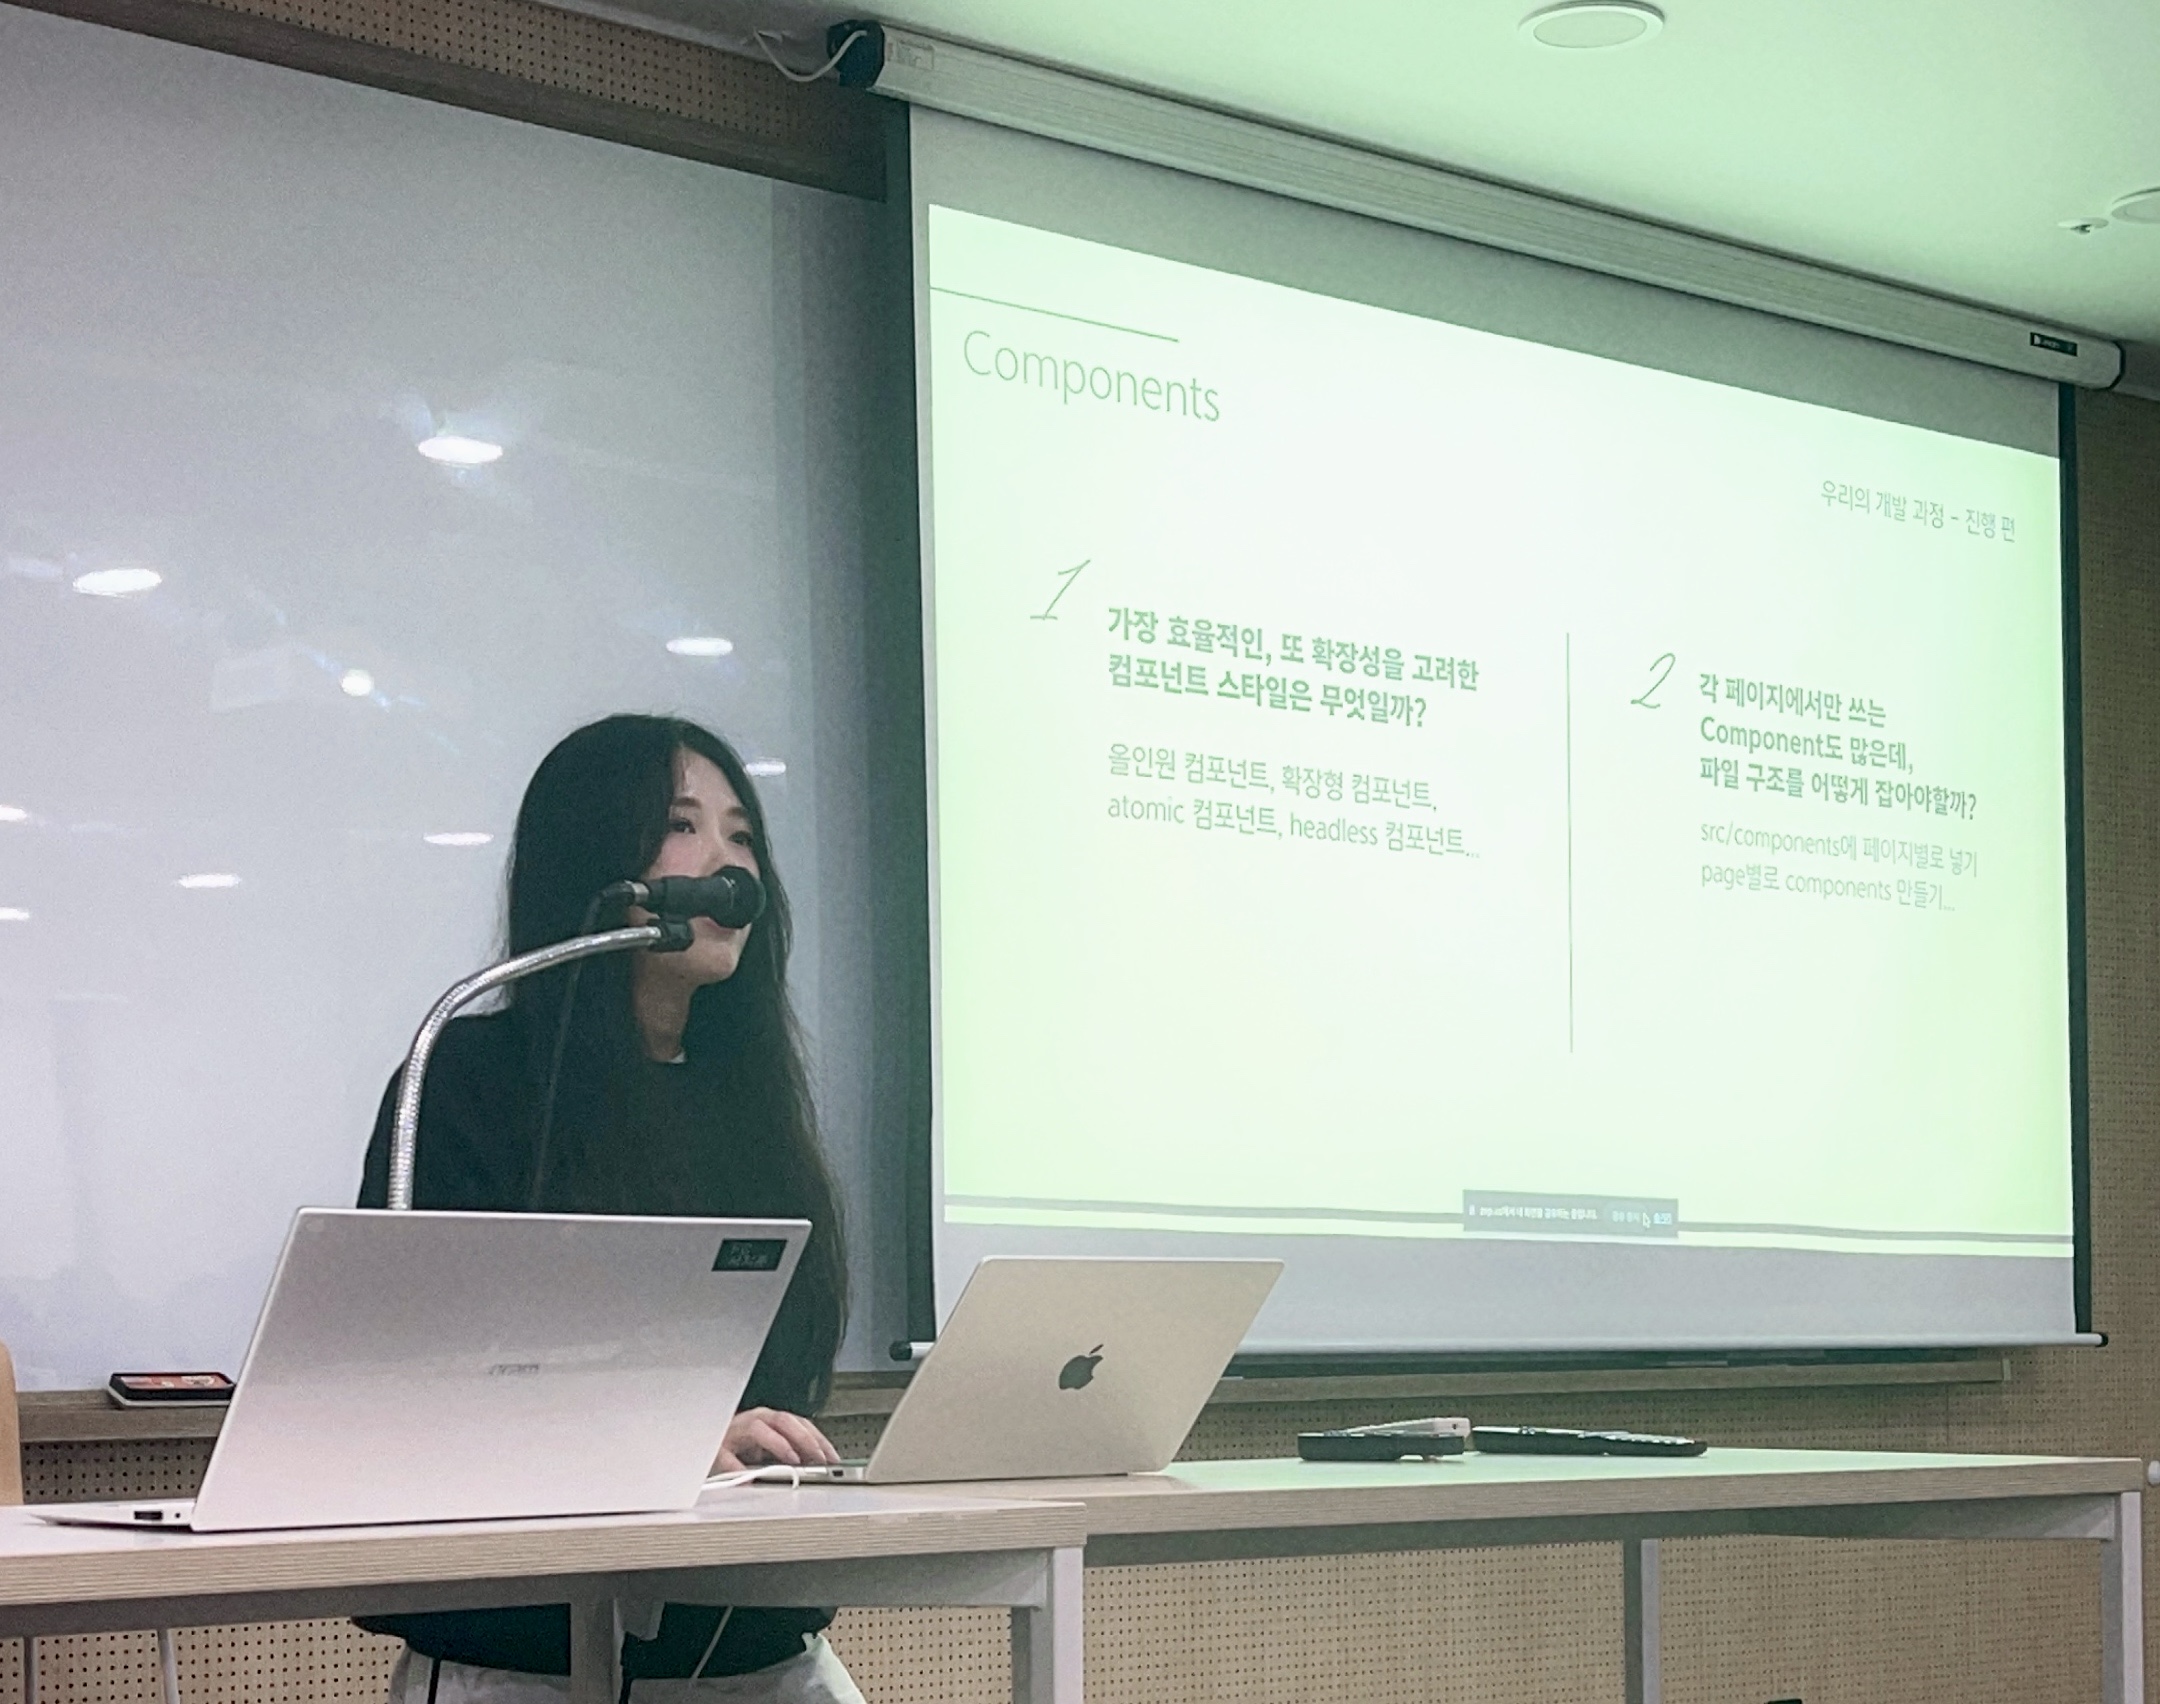 Components
우리의 개발 과정 - 진행 편
1
가장 효율적인, 또 확장성을 고려한
컴포넌트 스타일은 무엇일까?
올인원 컴포넌트, 확장형 컴포넌트,
atomic 컴포넌트, headless 컴포넌트...
2
각 페이지에서만 쓰는
Component도 많은데,
파일 구조를 어떻게 잡아야할까?
src/components에 페이지별로 넣기
page별로 components 만들기...